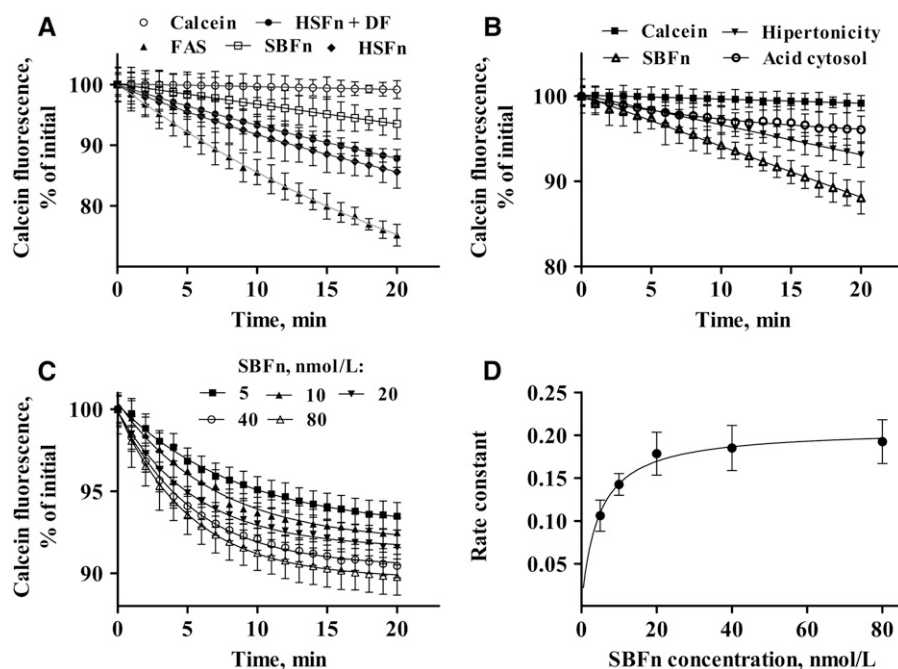 A
Calcein HSFn + DF
FAS SBFn HSFn
Calcein fluorescence,
% of initial
100
90
80
0 5 10 15 20
Time, min
B
Calcein Hipertonicity
SBFn Acid cytosol
Calcein fluorescence,
% of initial
100
90
80
0 5 10 15 20
Time, min
C
SBFn, nmol/L:
5 10 20
40 80
Calcein fluorescence,
% of initial
100
95
90
0 5 10 15 20
Time, min
D
Rate constant
0.25
0.20
0.15
0.10
0.05
0 20 40 60 80
SBFn concentration, nmol/L